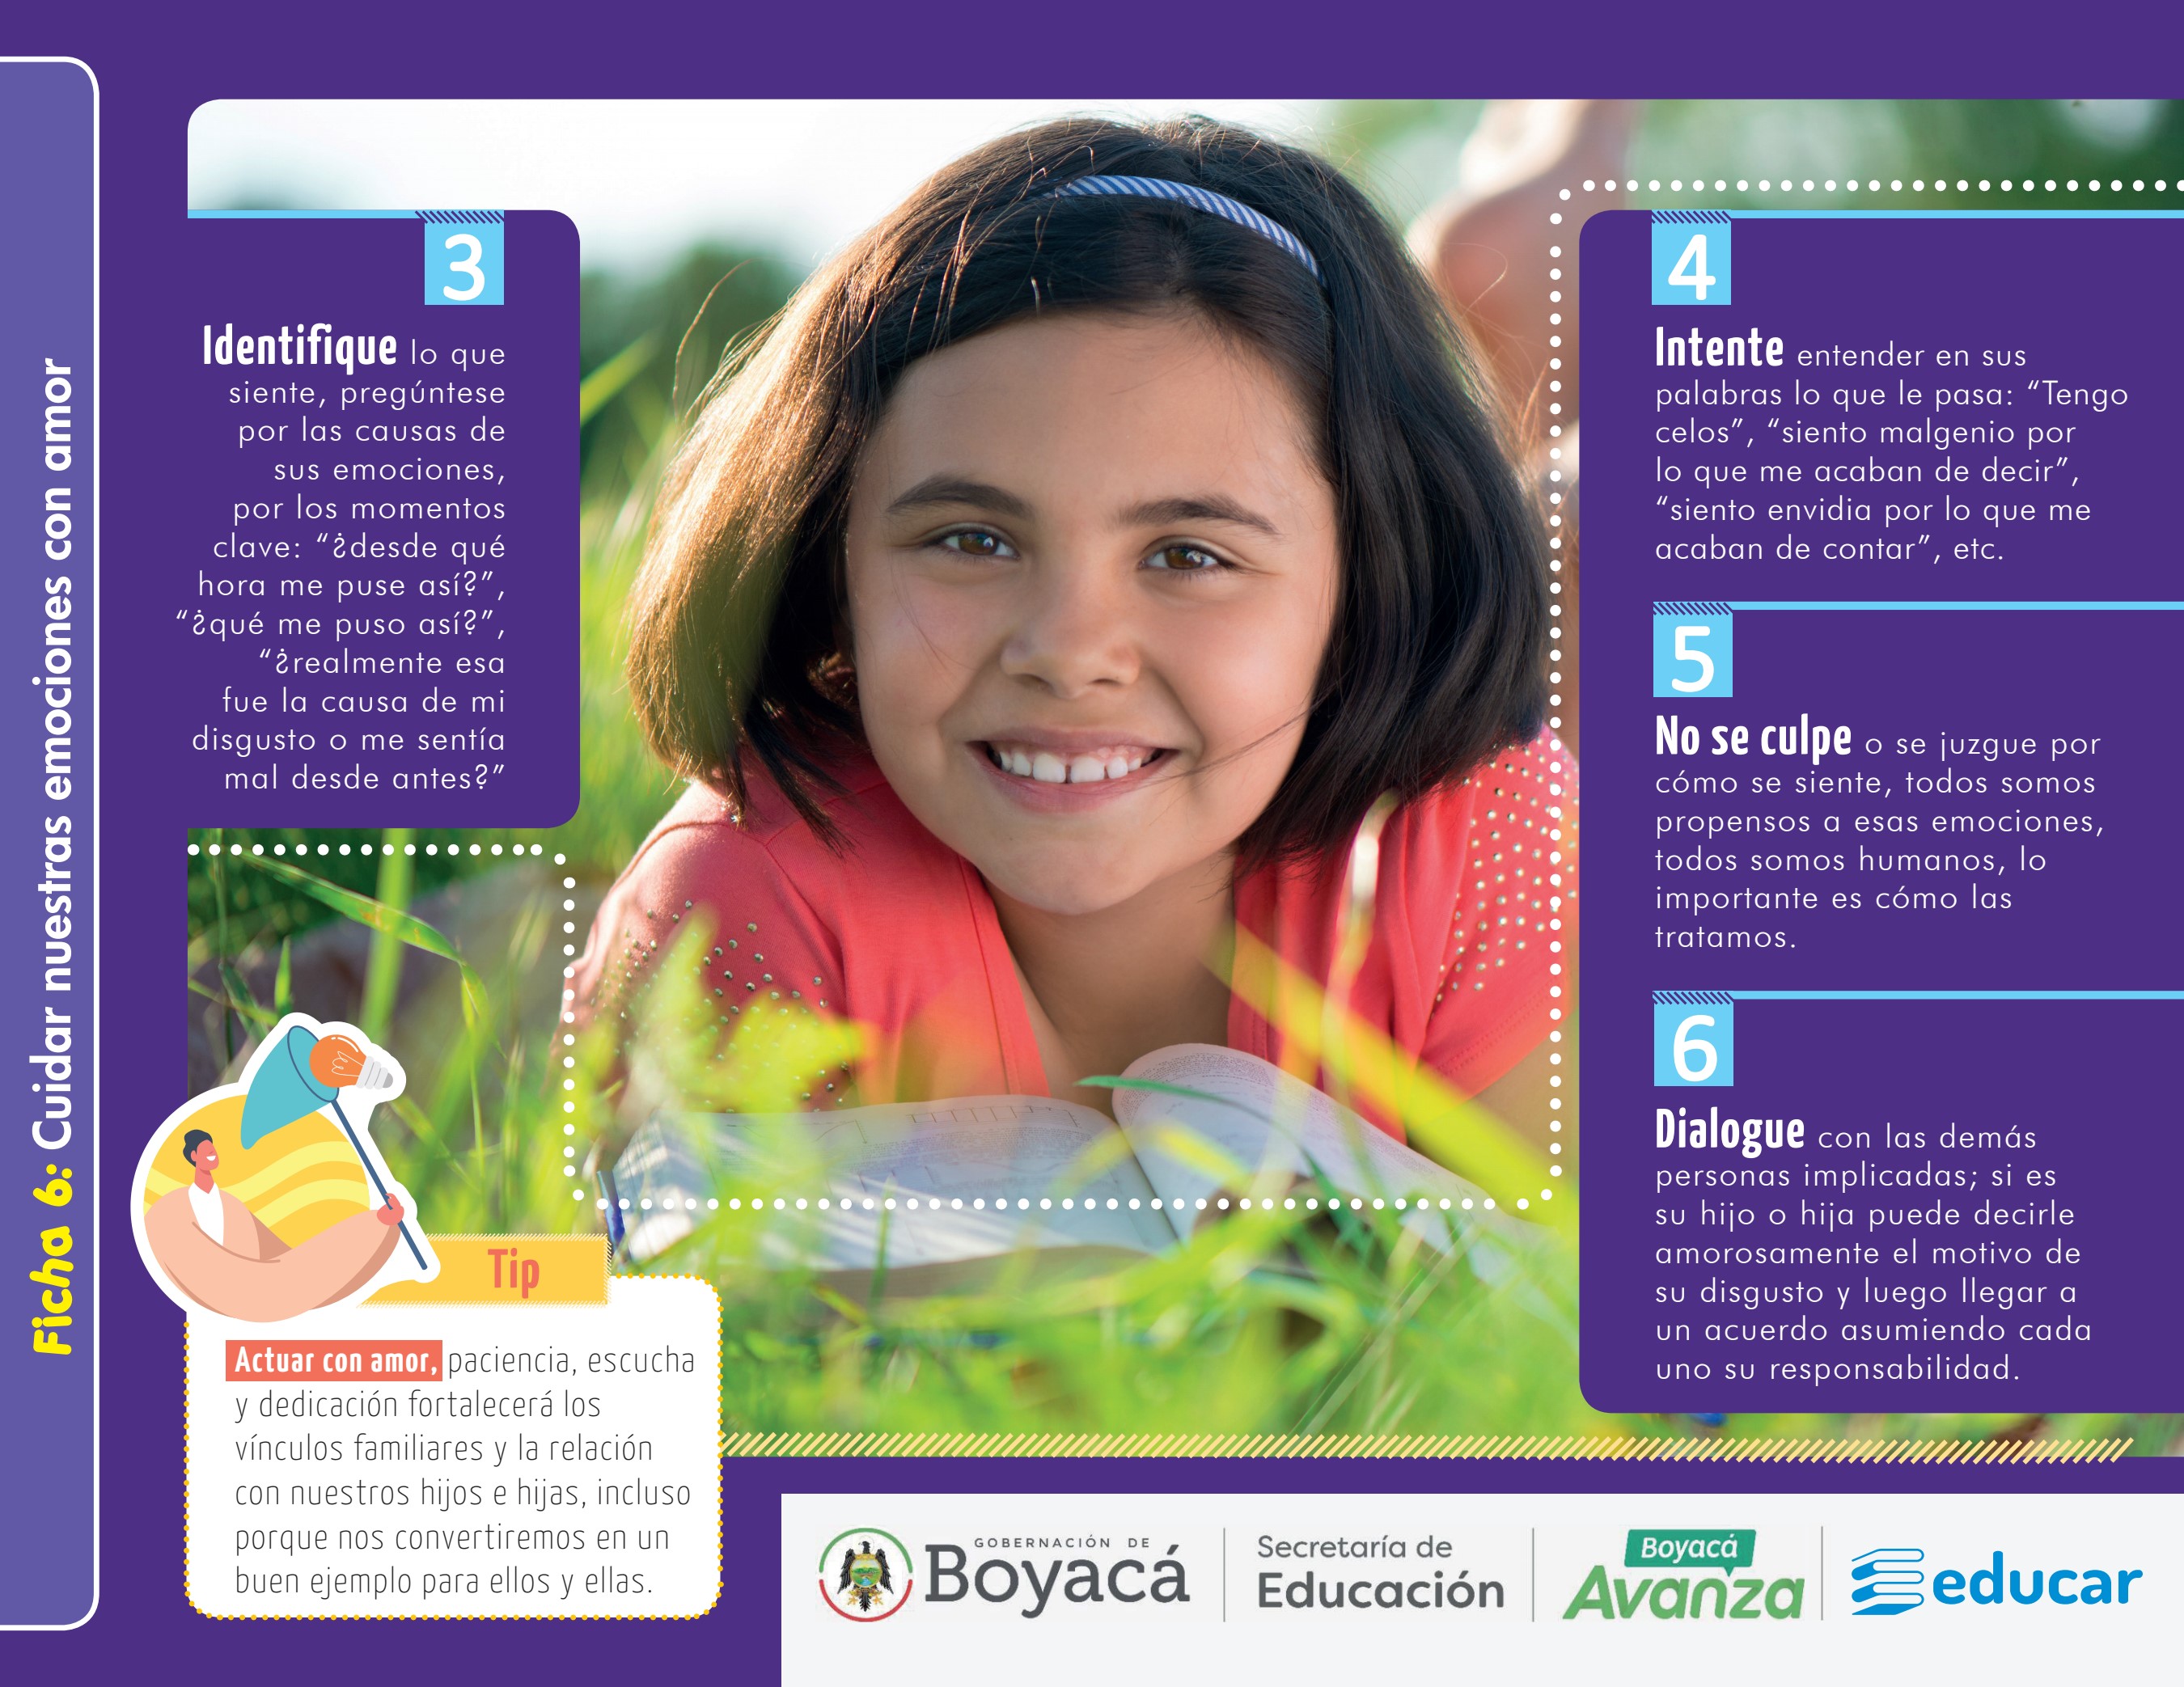 Ficha 6: Cuidar nuestras emociones con amor
3
Identifique lo que
siente, pregúntese
por las causas de
sus emociones,
por los momentos
clave: “¿desde qué
hora me puse así?”,
“¿qué me puso así?”,
“¿realmente esa
fue la causa de mi
disgusto o me sentía
mal desde antes?”
4
Intente entender en sus
palabras lo que le pasa: “Tengo
celos”, “siento malgenio por
lo que me acaban de decir”,
“siento envidia por lo que me
acaban de contar”, etc.
5
No se culpe o se juzgue por
cómo se siente, todos somos
propensos a esas emociones,
todos somos humanos, lo
importante es cómo las
tratamos.
6
Dialogue con las demás
personas implicadas; si es
su hijo o hija puede decirle
amorosamente el motivo de
su disgusto y luego llegar a
un acuerdo asumiendo cada
uno su responsabilidad.
Tip
Actuar con amor, paciencia, escucha
y dedicación fortalecerá los
vínculos familiares y la relación
con nuestros hijos e hijas, incluso
porque nos convertiremos en un
buen ejemplo para ellos y ellas.
GOBERNACIÓN DE
Boyacá
Secretaría de
Educación
Boyacá
Avanza
educar